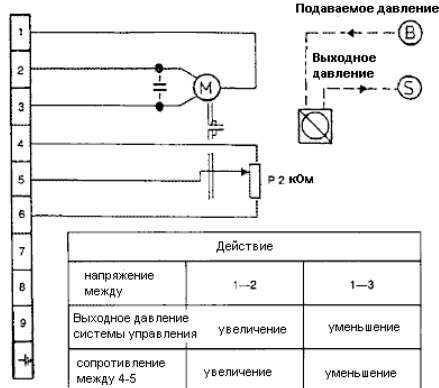 Подаваемое давление
B
Выходное
давление
S
1
2
3
4
5
6
7
8
9
M
P 2 кОм
Действие
напряжение
между
1—2
1—3
Выходное давление
системы управления
увеличение
уменьшение
сопротивление
между 4-5
увеличение
уменьшение